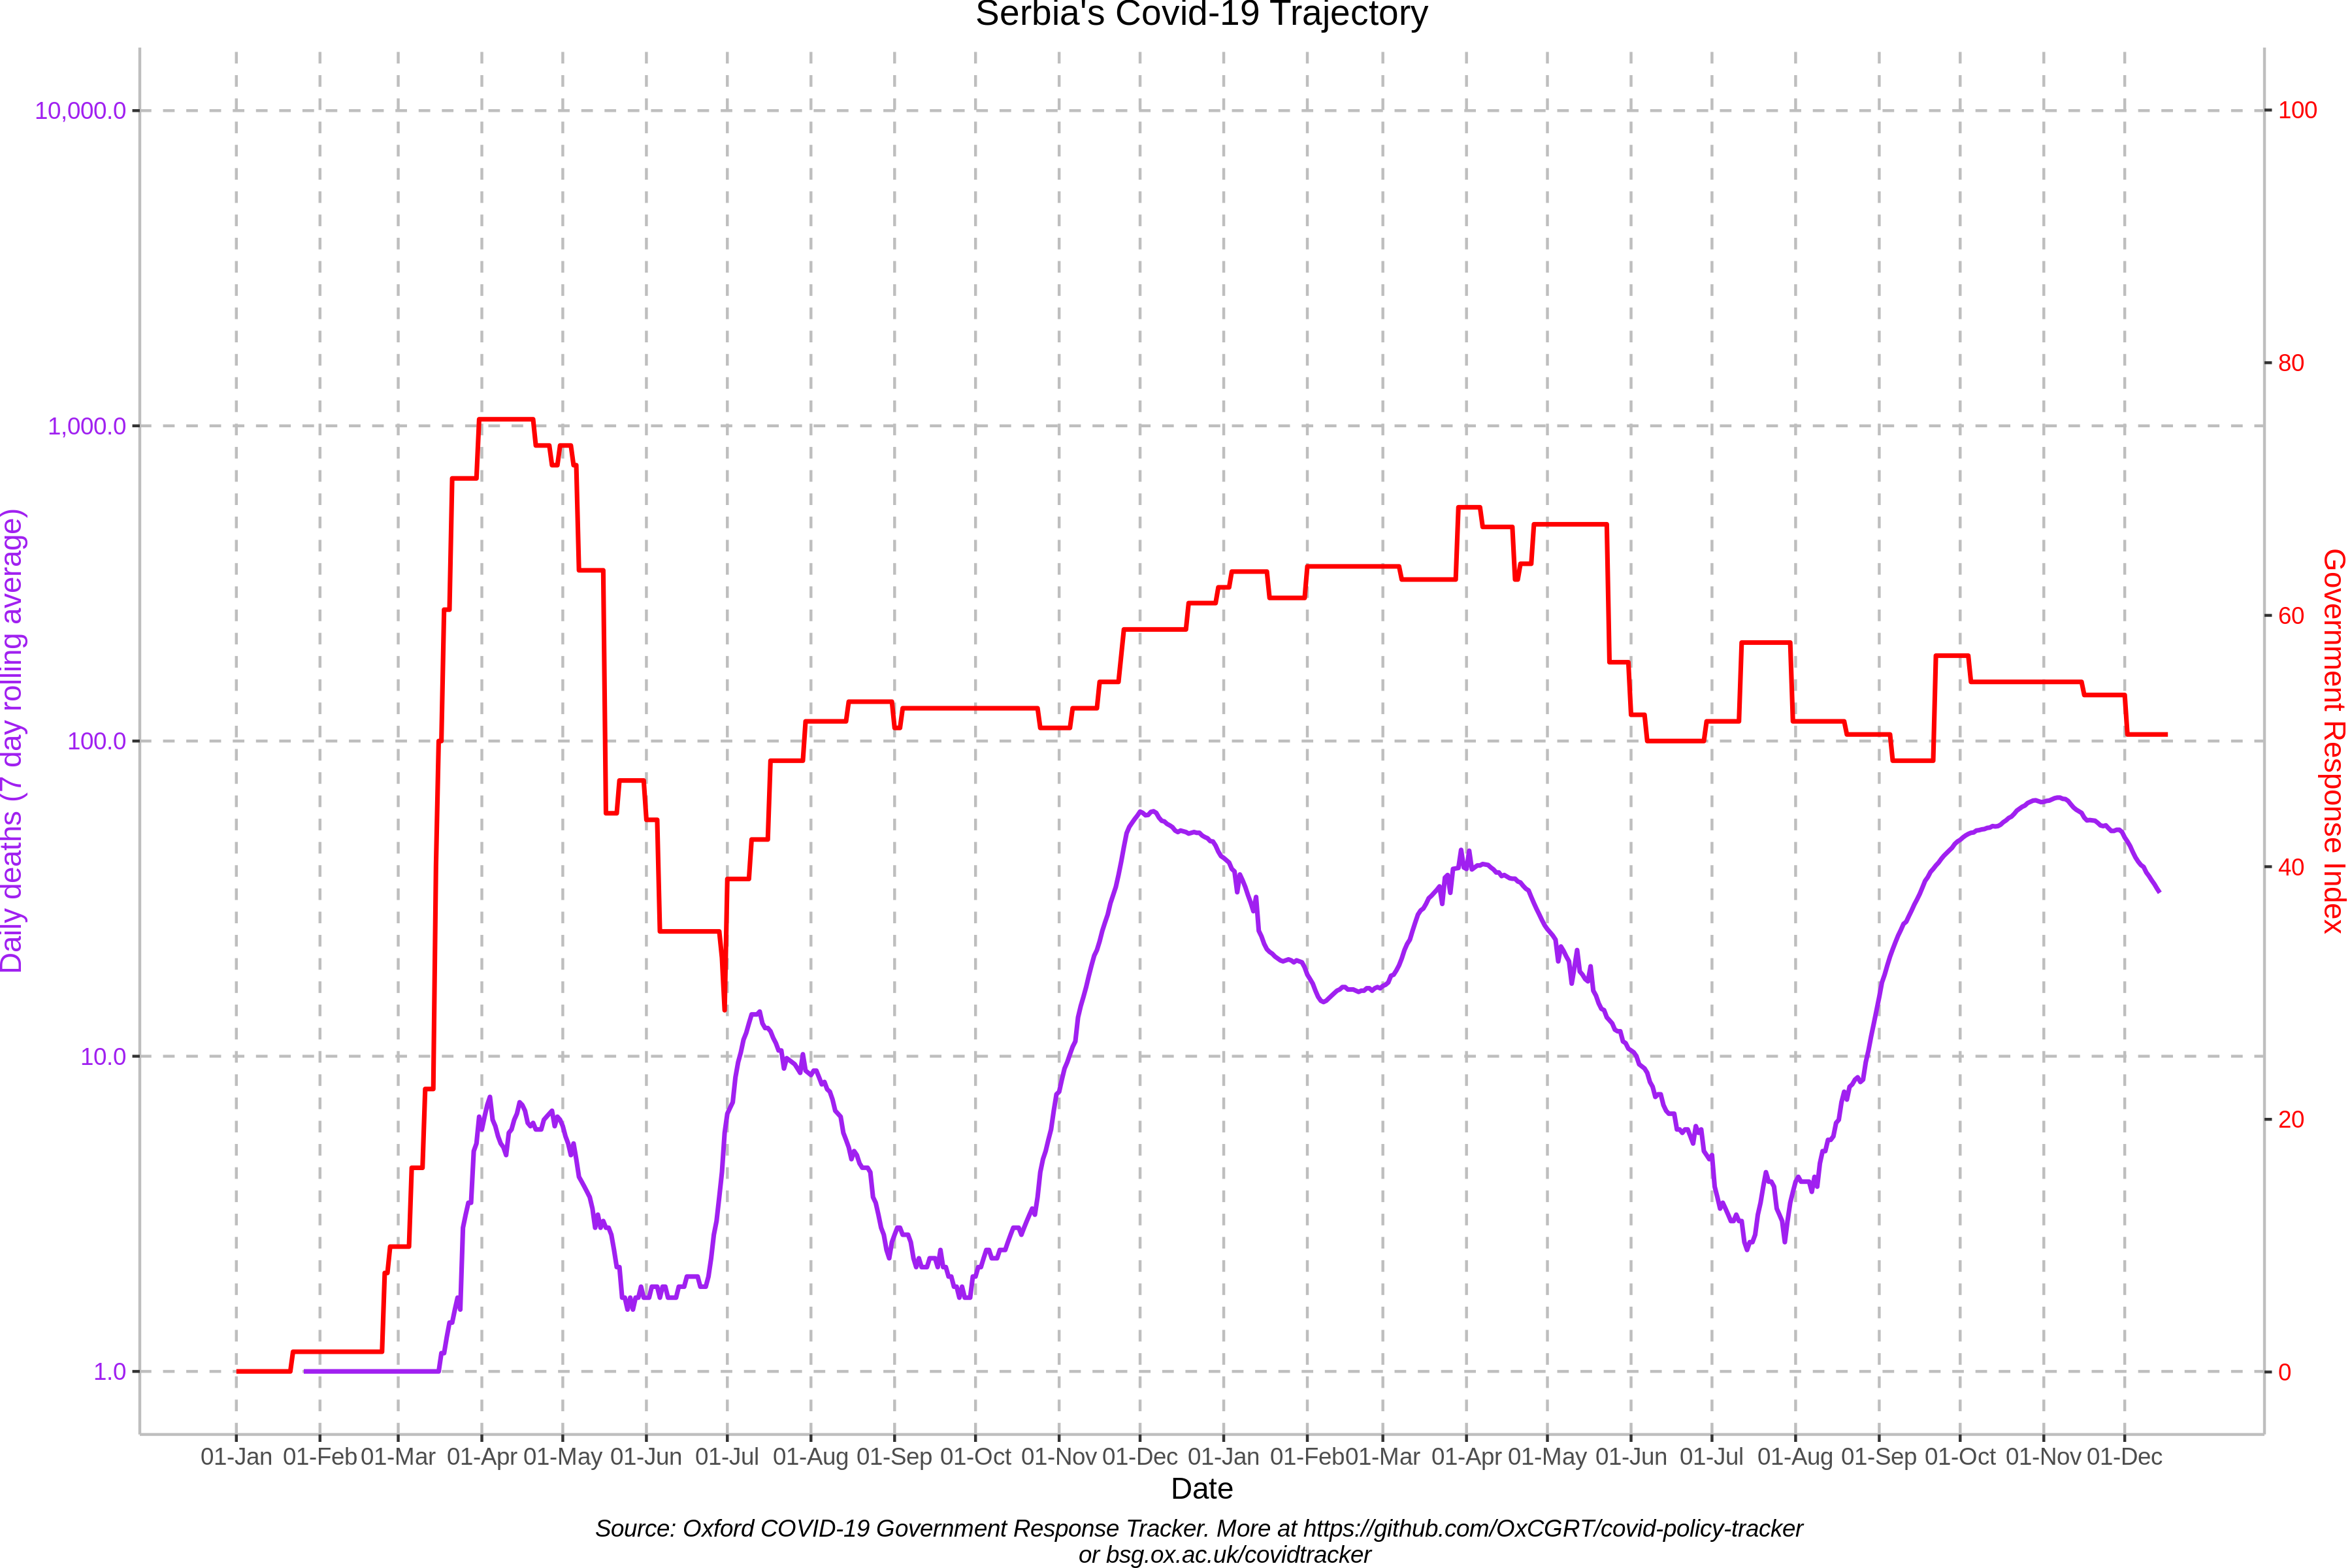 Serbia's Covid-19 Trajectory
10,000.0
1,000.0
100.0
10.0
1.0
Daily deaths (7 day rolling average)
100
80
60
40
20
0
Government Response Index
01-Jan 01-Feb 01-Mar 01-Apr 01-May 01-Jun 01-Jul 01-Aug 01-Sep 01-Oct 01-Nov 01-Dec 01-Jan 01-Feb 01-Mar 01-Apr 01-May 01-Jun 01-Jul 01-Aug 01-Sep 01-Oct 01-Nov 01-Dec
Date
Source: Oxford COVID-19 Government Response Tracker. More at https://github.com/OxCGRT/covid-policy-tracker
or bsg.ox.ac.uk/covidtracker